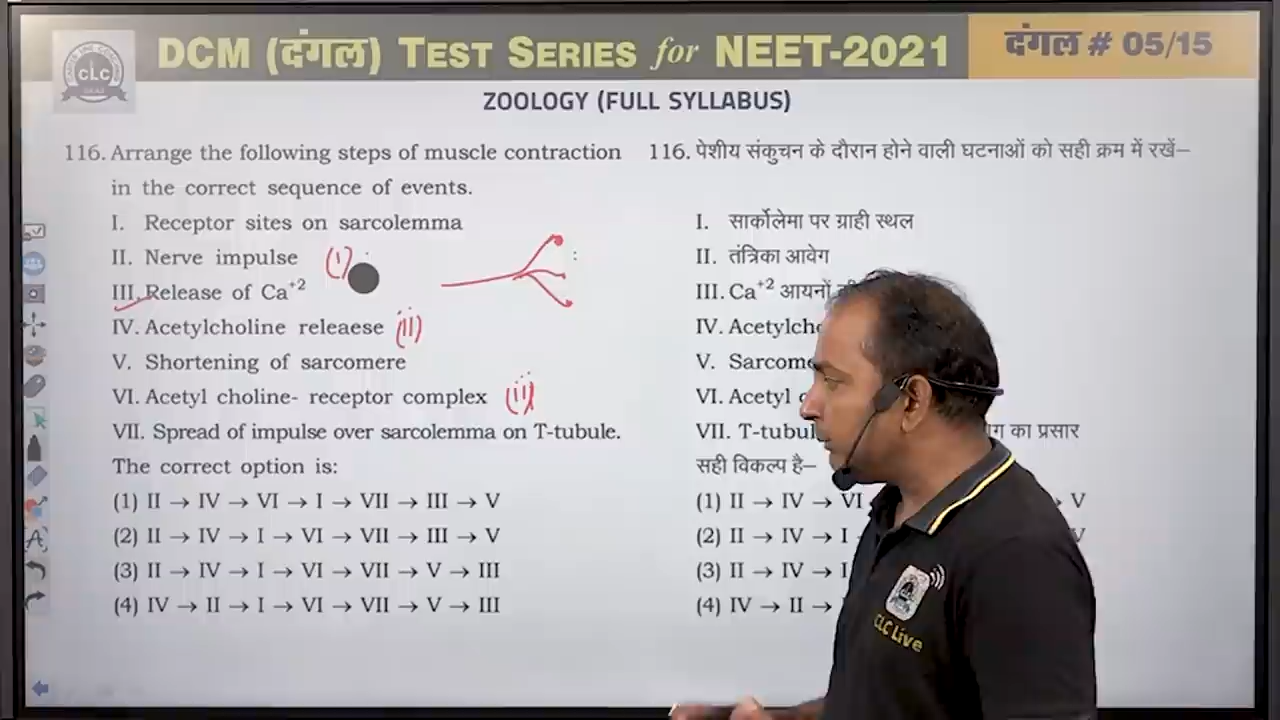 DCM (दंगल) TEST SERIES for NEET-2021
दंगल # 05/15
CLC
ZOOLOGY (FULL SYLLABUS)
116. Arrange the following steps of muscle contraction
in the correct sequence of events.
I. Receptor sites on sarcolemma
II. Nerve impulse (i)
III. Release of Ca+2
IV. Acetylcholine releaese (ii)
V. Shortening of sarcomere
VI. Acetyl choline- receptor complex (iii)
VII. Spread of impulse over sarcolemma on T-tubule.
The correct option is:
(1) II → IV → VI → I → VII → III → V
(2) II → IV → I → VI → VII → III → V
(3) II → IV → I → VI → VII → V → III
(4) IV → II → I → VI → VII → V → III
116. पेशीय संकुचन के दौरान होने वाली घटनाओं को सही क्रम में रखें–
I. सार्कोलेमा पर ग्राही स्थल
II. तंत्रिका आवेग
III. Ca+2 आयनों
IV. Acetylch
V. Sarcome
VI. Acetyl
VII. T-tubul का प्रसार
सही विकल्प है–
(1) II → IV → VI → V
(2) II → IV → I V
(3) II → IV → I
(4) IV → II →
CLC Live